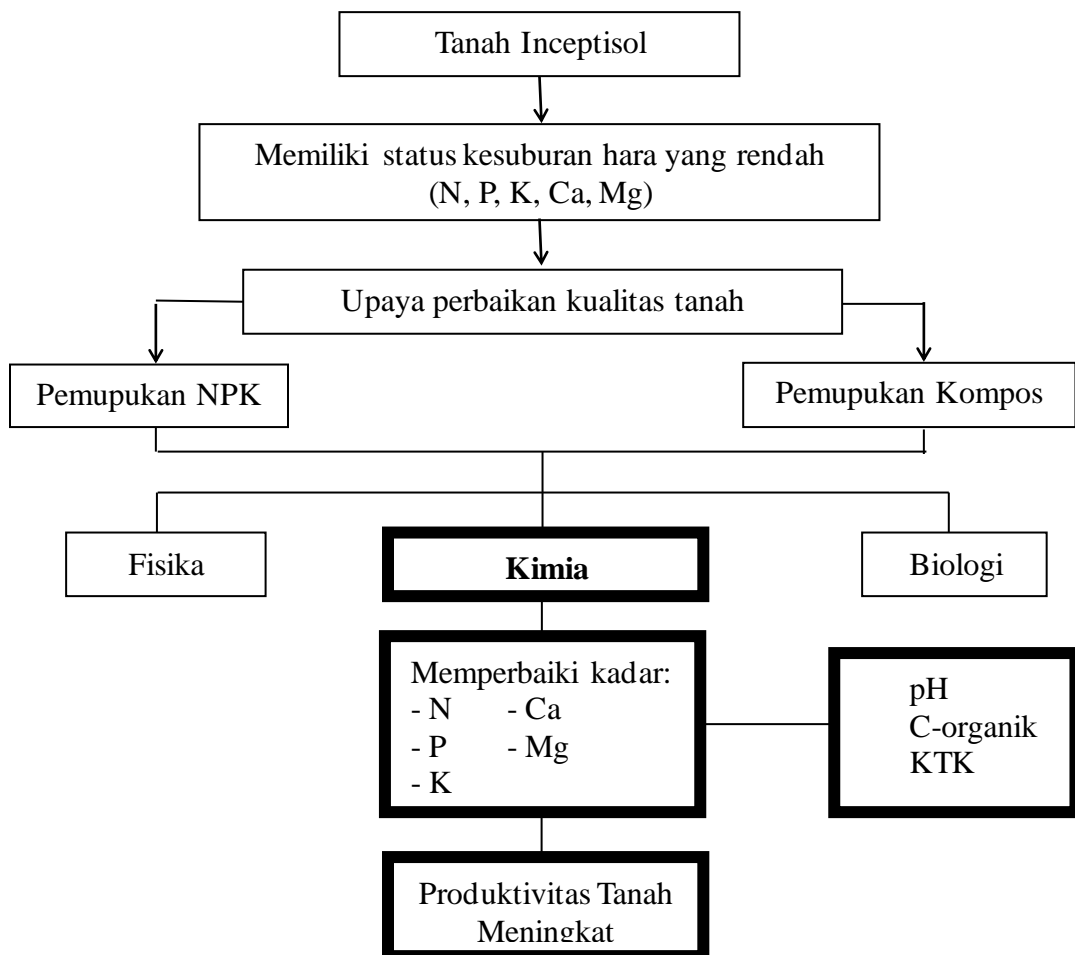 Tanah Inceptisol
Memiliki status kesuburan hara yang rendah
(N, P, K, Ca, Mg)
Upaya perbaikan kualitas tanah
Pemupukan NPK
Pemupukan Kompos
Fisika
Kimia
Biologi
Memperbaiki kadar:
- N - Ca
- P - Mg
- K
pH
C-organik
KTK
Produktivitas Tanah
Meningkat